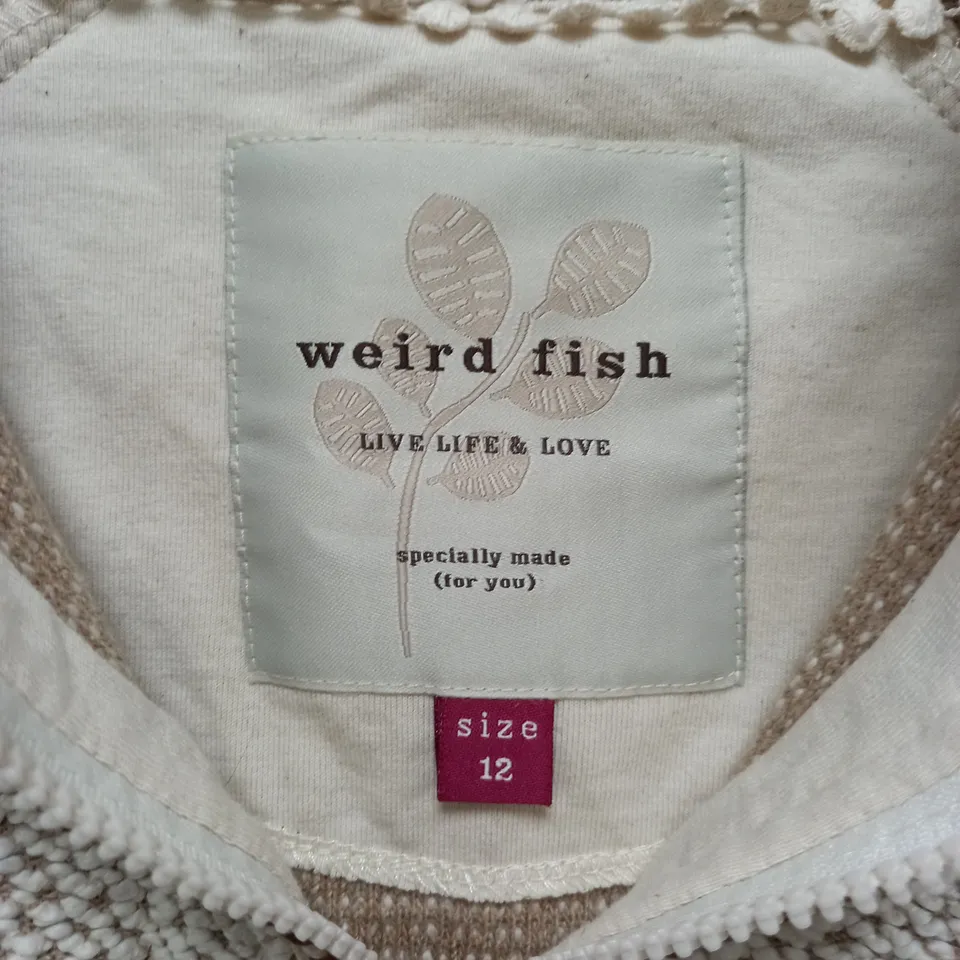 weird fish
LIVE LIFE & LOVE
specially made
(for you)
size
12